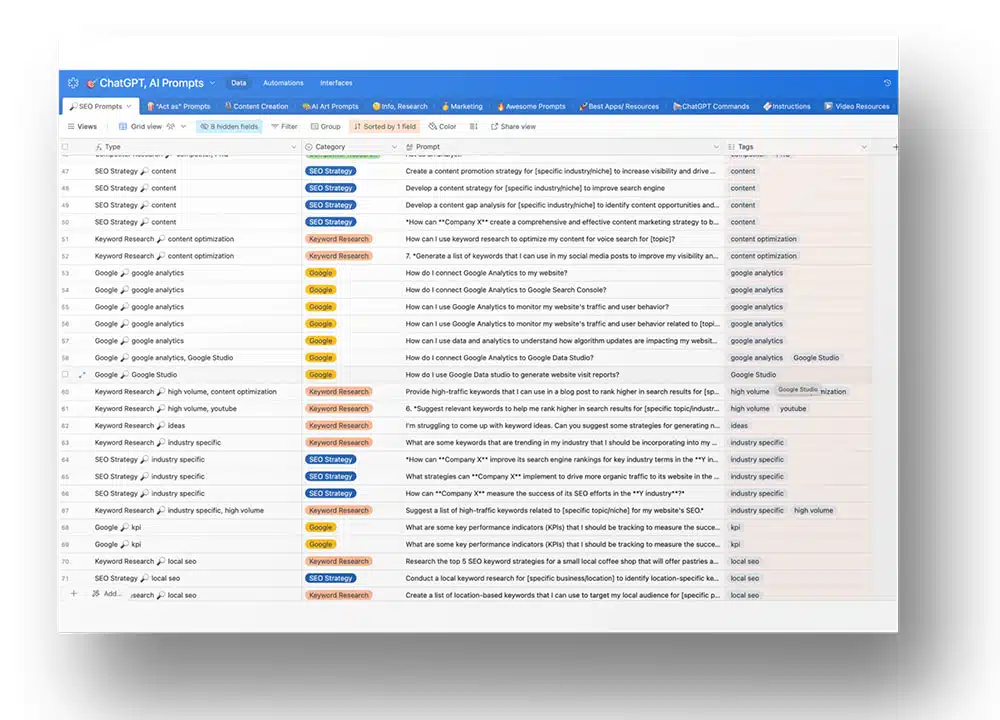 ChatGPT, AI Prompts Data Automations Interfaces
SEO Prompts "Act as" Prompts Content Creation AI Art Prompts Info, Research Marketing Awesome Prompts Best Apps/ Resources ChatGPT Commands Instructions Video Resources
Views Grid view 8 hidden fields Filter Group Sorted by 1 field Color Share view
Type Category Prompt Tags
47 SEO Strategy content SEO Strategy Create a content promotion strategy for [specific industry/niche] to increase visibility and drive ... content
48 SEO Strategy content SEO Strategy Develop a content strategy for [specific industry/niche] to improve search engine content
49 SEO Strategy content SEO Strategy Develop a content gap analysis for [specific industry/niche] to identify content opportunities and... content
50 SEO Strategy content SEO Strategy "How can **Company X** create a comprehensive and effective content marketing strategy to b... content
51 Keyword Research content optimization Keyword Research How can I use keyword research to optimize my content for voice search for [topic]? content optimization
52 Keyword Research content optimization Keyword Research 7. "Generate a list of keywords that I can use in my social media posts to improve my visibility an... content optimization
53 Google google analytics Google How do I connect Google Analytics to my website? google analytics
54 Google google analytics Google How do I connect Google Analytics to Google Search Console? google analytics
55 Google google analytics Google How can I use Google Analytics to monitor my website's traffic and user behavior? google analytics
56 Google google analytics Google How can I use Google Analytics to monitor my website's traffic and user behavior related to [topi... google analytics
57 Google google analytics Google How can I use data and analytics to understand how algorithm updates are impacting my websit... google analytics
58 Google google analytics, Google Studio Google How do I connect Google Analytics to Google Data Studio? google analytics Google Studio
Google Google Studio Google How do I use Google Data studio to generate website visit reports? Google Studio
60 Keyword Research high volume, content optimization Keyword Research Provide high-traffic keywords that I can use in a blog post to rank higher in search results for [sp... high volume Google Studio mization
61 Keyword Research high volume, youtube Keyword Research 6. "Suggest relevant keywords to help me rank higher in search results for [specific topic/indust... high volume youtube
62 Keyword Research ideas Keyword Research I'm struggling to come up with keyword ideas. Can you suggest some strategies for generating n... ideas
63 Keyword Research industry specific Keyword Research What are some keywords that are trending in my industry that I should be incorporating into my ... industry specific
64 SEO Strategy industry specific SEO Strategy "How can **Company X** improve its search engine rankings for key industry terms in the **Y in... industry specific
65 SEO Strategy industry specific SEO Strategy What strategies can **Company X** implement to drive more organic traffic to its website in the ... industry specific
66 SEO Strategy industry specific SEO Strategy How can **Company X** measure the success of its SEO efforts in the **Y industry**?" industry specific
67 Keyword Research industry specific, high volume Keyword Research Suggest a list of high-traffic keywords related to [specific topic/niche] for my website's SEO." industry specific high volume
68 Google kpi Google What are some key performance indicators (KPIs) that I should be tracking to measure the succe... kpi
69 Google kpi Google What are some key performance indicators (KPIs) that I should be tracking to measure the succe... kpi
70 Keyword Research local seo Keyword Research Research the top 5 SEO keyword strategies for a small local coffee shop that will offer pastries a... local seo
71 SEO Strategy local seo SEO Strategy Conduct a local keyword research for [specific business/location] to identify location-specific ke... local seo
+ Add... search local seo Keyword Research Create a list of location-based keywords that I can use to target my local audience for [specific p... local seo